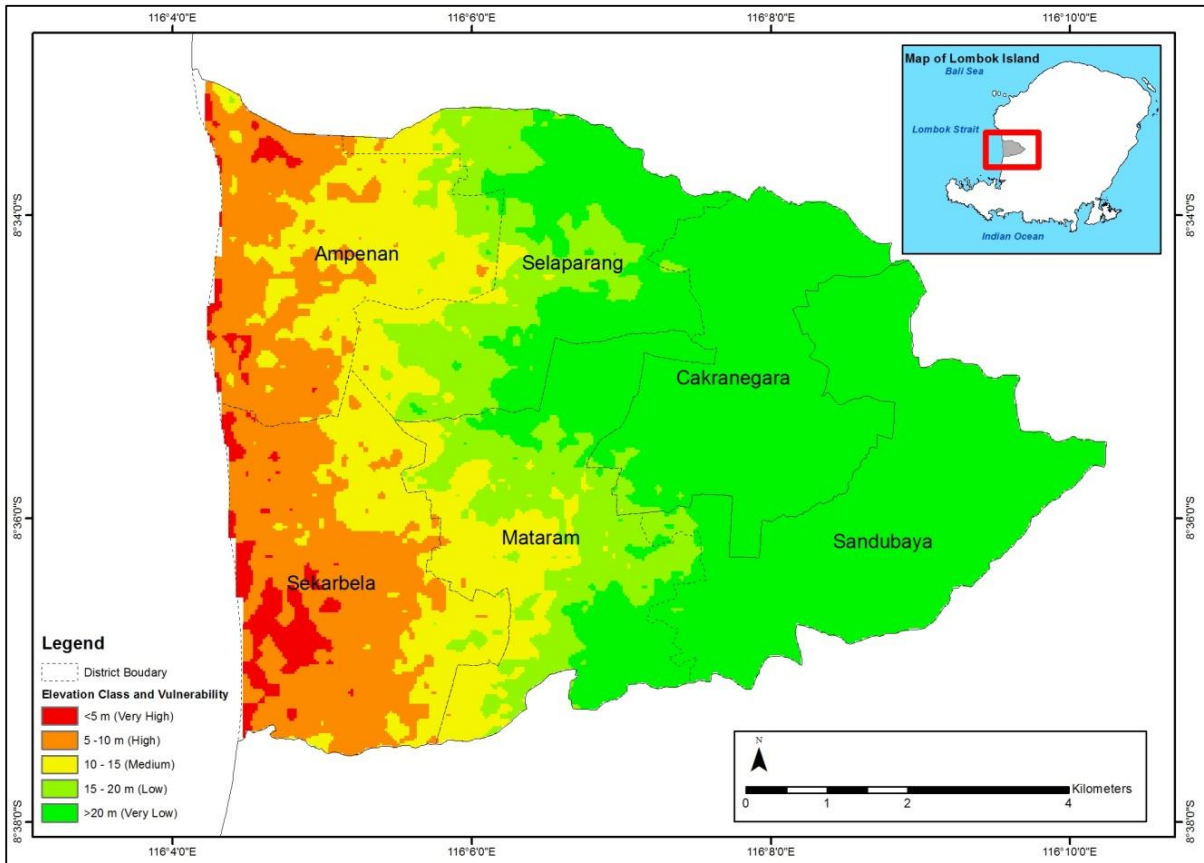 116°4'0"E 116°6'0"E 116°8'0"E 116°10'0"E
Map of Lombok Island
Bali Sea
Lombok Strait
Indian Ocean
8°34'0"S 8°34'0"S
Ampenan
Selaparang
Cakranegara
8°36'0"S 8°36'0"S
Mataram
Sandubaya
Sekarbela
Legend
District Boudary
Elevation Class and Vulnerability
<5 m (Very High)
5 -10 m (High)
10 - 15 (Medium)
15 - 20 m (Low)
>20 m (Very Low)
N
Kilometers
0 1 2 4
8°38'0"S 8°38'0"S
116°4'0"E 116°6'0"E 116°8'0"E 116°10'0"E